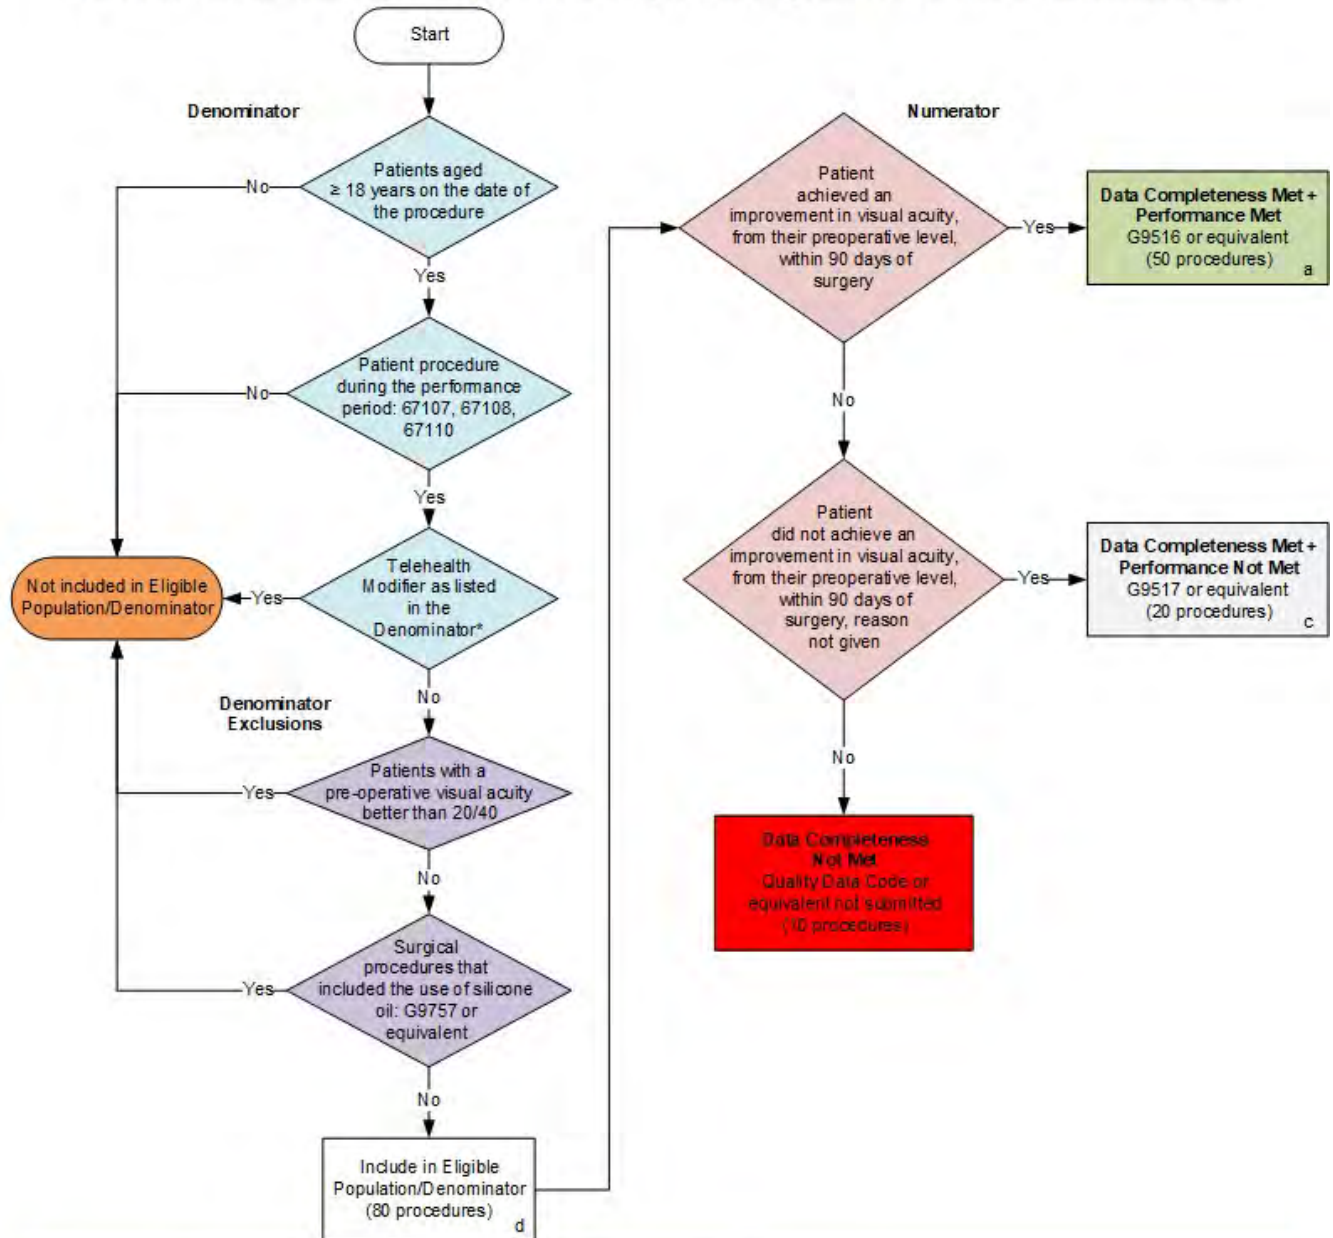 Start
Denominator
Patients aged
≥ 18 years on the date of
the procedure
No
Yes
Patient procedure
during the performance
period: 67107, 67108,
67110
No
Yes
Telehealth
Modifier as listed
in the
Denominator*
Yes
Not included in Eligible
Population/Denominator
No
Denominator
Exclusions
Patients with a
pre-operative visual acuity
better than 20/40
Yes
No
Surgical
procedures that
included the use of silicone
oil: G9757 or
equivalent
Yes
No
Include in Eligible
Population/Denominator
(80 procedures)
d
Numerator
Patient
achieved an
improvement in visual acuity,
from their preoperative level,
within 90 days of
surgery
Yes
Data Completeness Met +
Performance Met
G9516 or equivalent
(50 procedures)
a
No
Patient
did not achieve an
improvement in visual acuity,
from their preoperative level,
within 90 days of
surgery, reason
not given
Yes
Data Completeness Met +
Performance Not Met
G9517 or equivalent
(20 procedures)
c
No
Data Completeness
Not Met
Quality Data Code or
equivalent not submitted
(10 procedures)